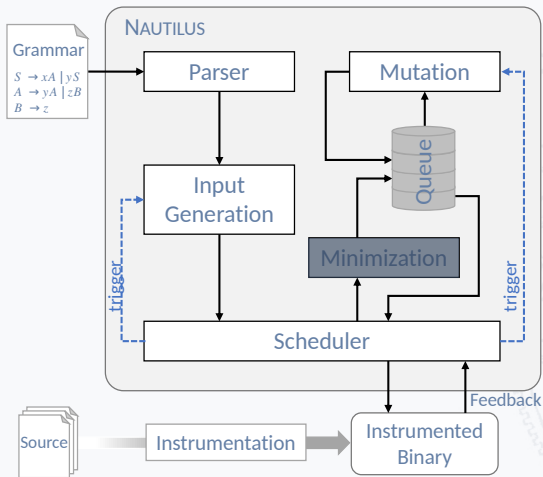 NAUTILUS
Grammar
S → xA | yS
A → yA | zB
B → z
Parser
Mutation
Queue
Input
Generation
Minimization
trigger
trigger
Scheduler
Feedback
Source
Instrumentation
Instrumented
Binary